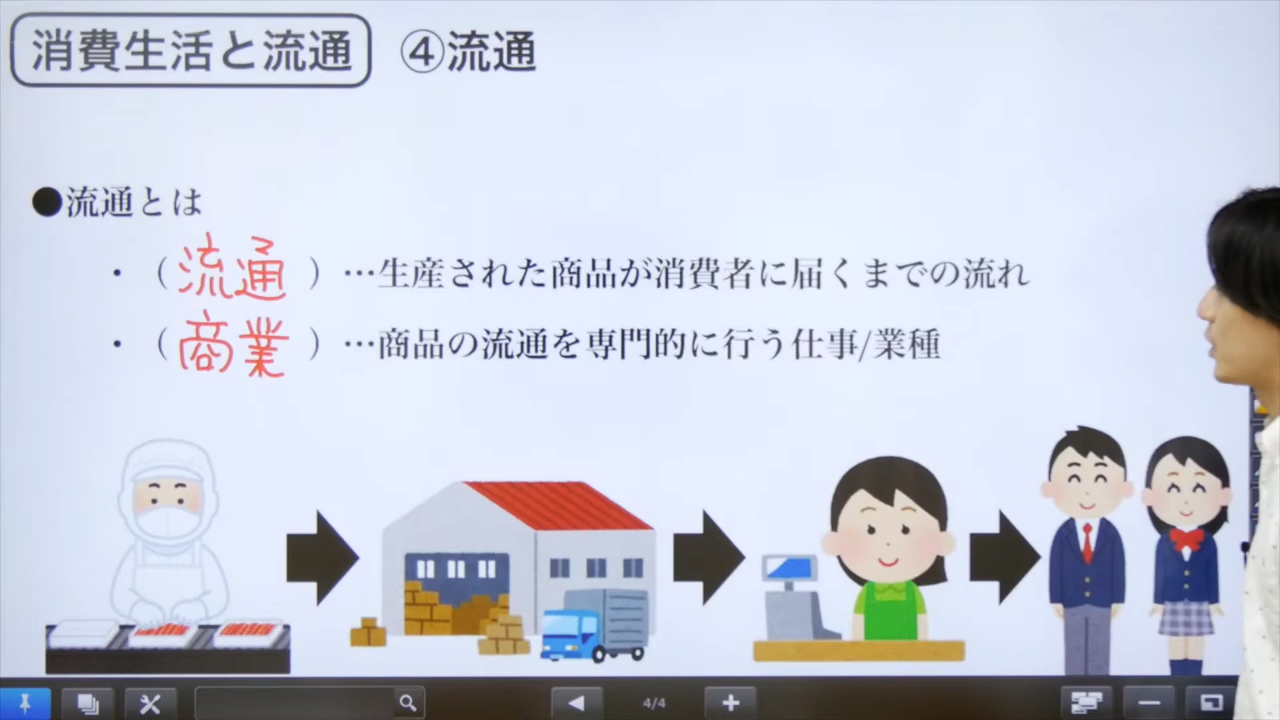 消費生活と流通 ④流通
●流通とは
・（流通）…生産された商品が消費者に届くまでの流れ
・（商業）…商品の流通を専門的に行う仕事/業種
4/4